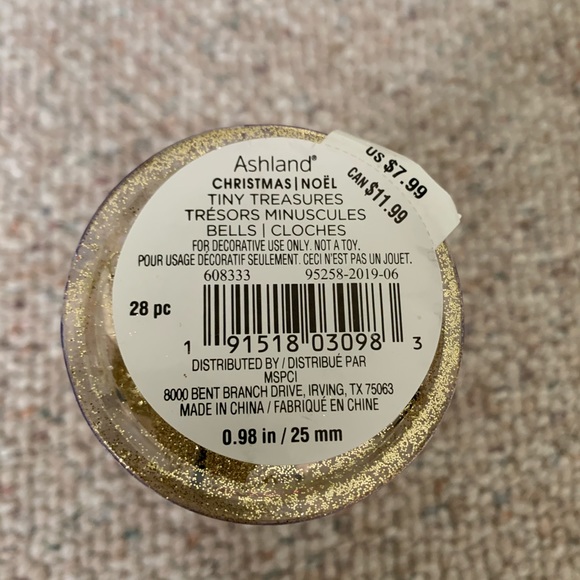 Ashland®
CHRISTMAS | NOËL
TINY TREASURES
TRÉSORS MINUSCULES
BELLS | CLOCHES
FOR DECORATIVE USE ONLY. NOT A TOY.
POUR USAGE DÉCORATIF SEULEMENT. CECI N'EST PAS UN JOUET.
608333 95258-2019-06
28 pc
1 91518 03098 3
DISTRIBUTED BY / DISTRIBUÉ PAR
MSPCI
8000 BENT BRANCH DRIVE, IRVING, TX 75063
MADE IN CHINA / FABRIQUÉ EN CHINE
0.98 in / 25 mm
US $7.99
CAN $11.99